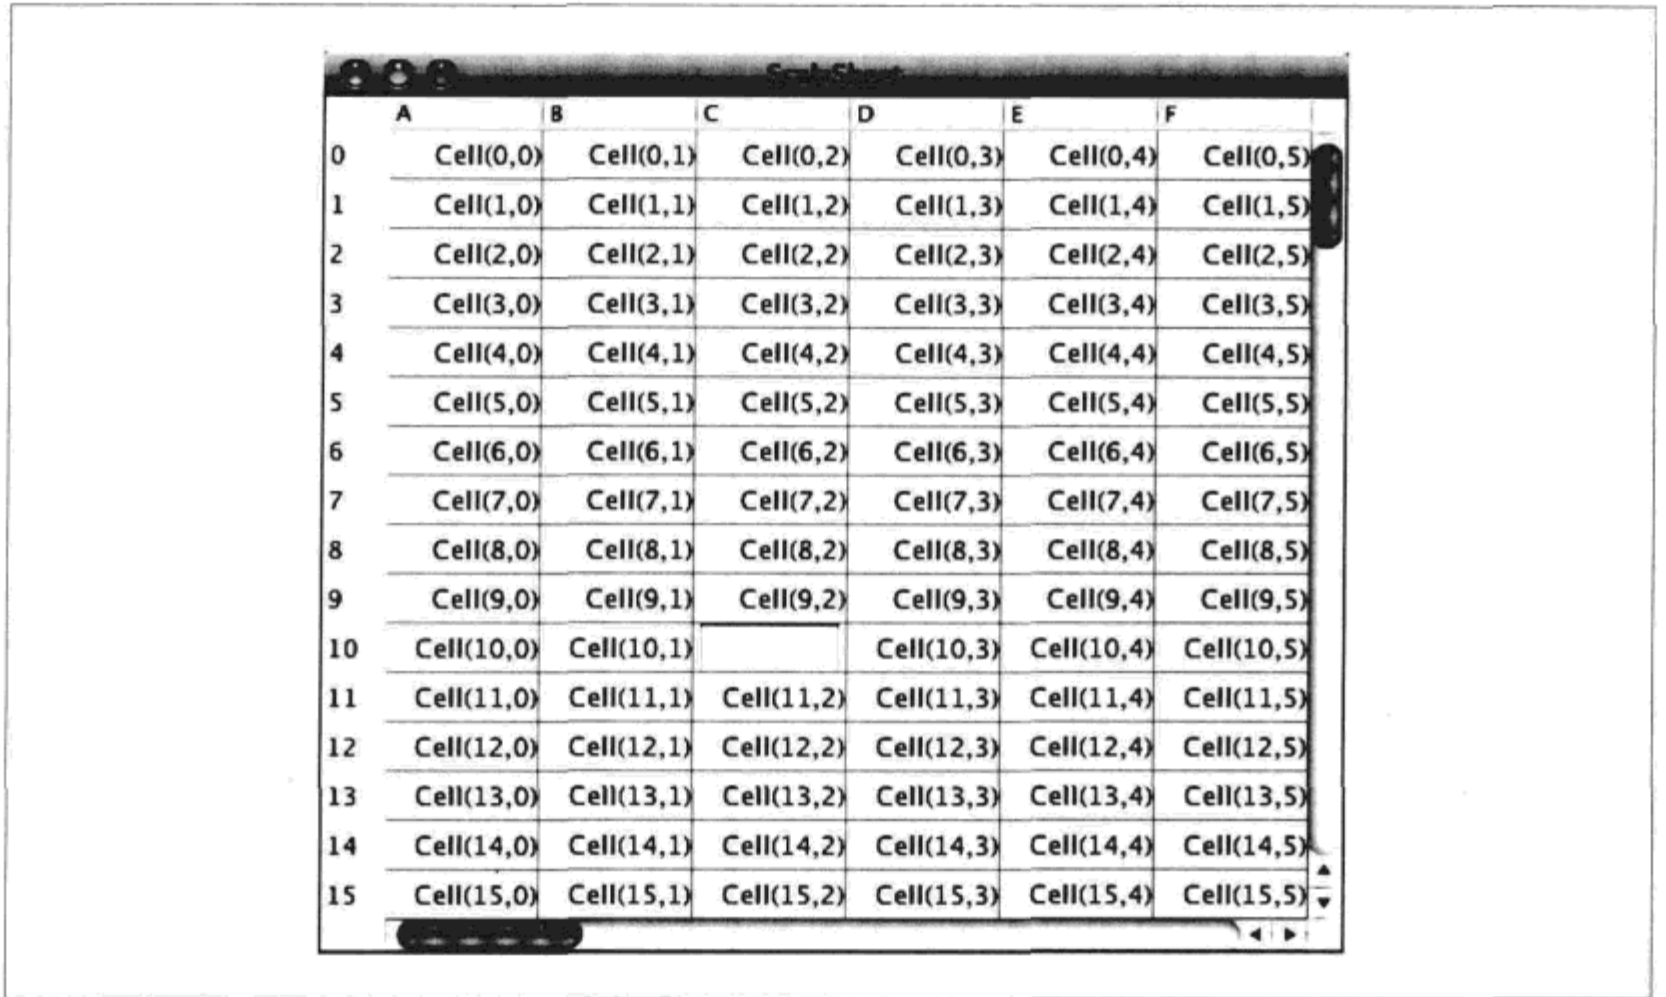 ScalaSheet
A B C D E F
0 Cell(0,0) Cell(0,1) Cell(0,2) Cell(0,3) Cell(0,4) Cell(0,5)
1 Cell(1,0) Cell(1,1) Cell(1,2) Cell(1,3) Cell(1,4) Cell(1,5)
2 Cell(2,0) Cell(2,1) Cell(2,2) Cell(2,3) Cell(2,4) Cell(2,5)
3 Cell(3,0) Cell(3,1) Cell(3,2) Cell(3,3) Cell(3,4) Cell(3,5)
4 Cell(4,0) Cell(4,1) Cell(4,2) Cell(4,3) Cell(4,4) Cell(4,5)
5 Cell(5,0) Cell(5,1) Cell(5,2) Cell(5,3) Cell(5,4) Cell(5,5)
6 Cell(6,0) Cell(6,1) Cell(6,2) Cell(6,3) Cell(6,4) Cell(6,5)
7 Cell(7,0) Cell(7,1) Cell(7,2) Cell(7,3) Cell(7,4) Cell(7,5)
8 Cell(8,0) Cell(8,1) Cell(8,2) Cell(8,3) Cell(8,4) Cell(8,5)
9 Cell(9,0) Cell(9,1) Cell(9,2) Cell(9,3) Cell(9,4) Cell(9,5)
10 Cell(10,0) Cell(10,1) Cell(10,3) Cell(10,4) Cell(10,5)
11 Cell(11,0) Cell(11,1) Cell(11,2) Cell(11,3) Cell(11,4) Cell(11,5)
12 Cell(12,0) Cell(12,1) Cell(12,2) Cell(12,3) Cell(12,4) Cell(12,5)
13 Cell(13,0) Cell(13,1) Cell(13,2) Cell(13,3) Cell(13,4) Cell(13,5)
14 Cell(14,0) Cell(14,1) Cell(14,2) Cell(14,3) Cell(14,4) Cell(14,5)
15 Cell(15,0) Cell(15,1) Cell(15,2) Cell(15,3) Cell(15,4) Cell(15,5)